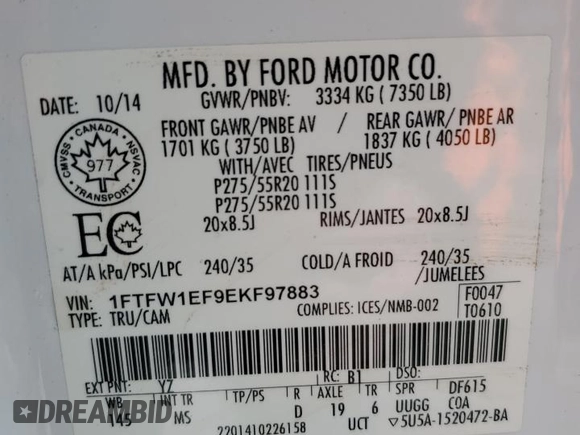 MFD. BY FORD MOTOR CO.
DATE: 10/14
GVWR/PNBV: 3334 KG ( 7350 LB)
FRONT GAWR/PNBE AV / REAR GAWR/ PNBE AR
1701 KG ( 3750 LB) 1837 KG ( 4050 LB)
WITH/AVEC TIRES/PNEUS
P275/55R20 111S
P275/55R20 111S
20x8.5J RIMS/JANTES 20x8.5J
CMVSS · CANADA · NSVAC
977
TRANSPORT
EC
AT/A kPa/PSI/LPC 240/35 COLD/A FROID 240/35
/JUMELEES
VIN: 1FTFW1EF9EKF97883
TYPE: TRU/CAM
COMPLIES: ICES/NMB-002
F0047
T0610
EXT PNT: YZ RC: B1 DSO:
WB INT TR TP/PS R AXLE TR SPR DF615
145 MS D 19 6 UUGG COA
2201410226158 UCT ▽5U5A-1520472-BA
DREAMBID